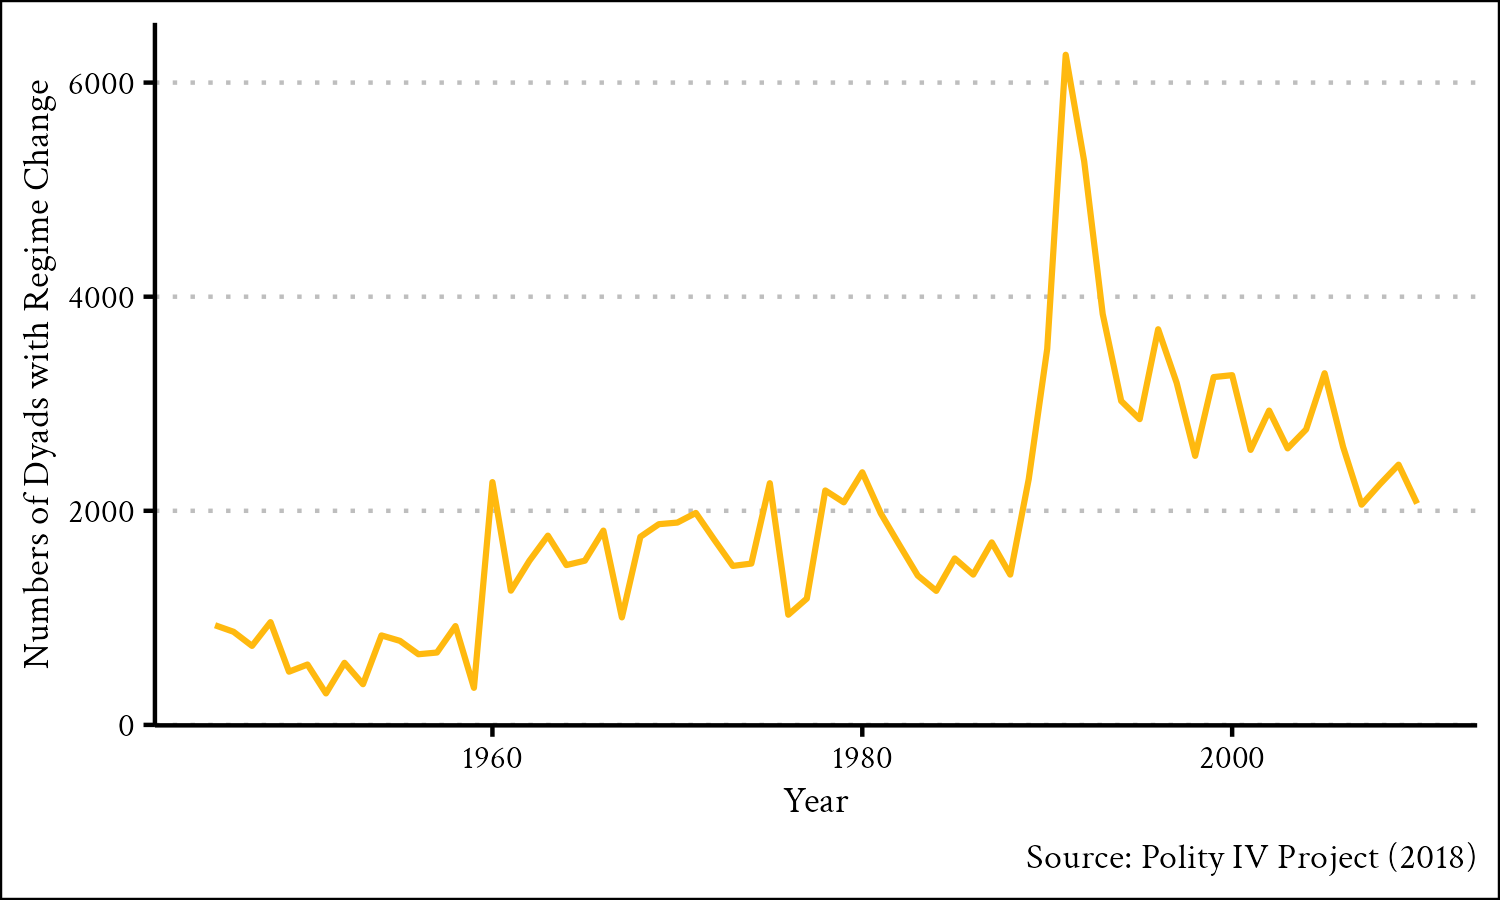 Numbers of Dyads with Regime Change
6000
4000
2000
0
1960 1980 2000
Year
Source: Polity IV Project (2018)